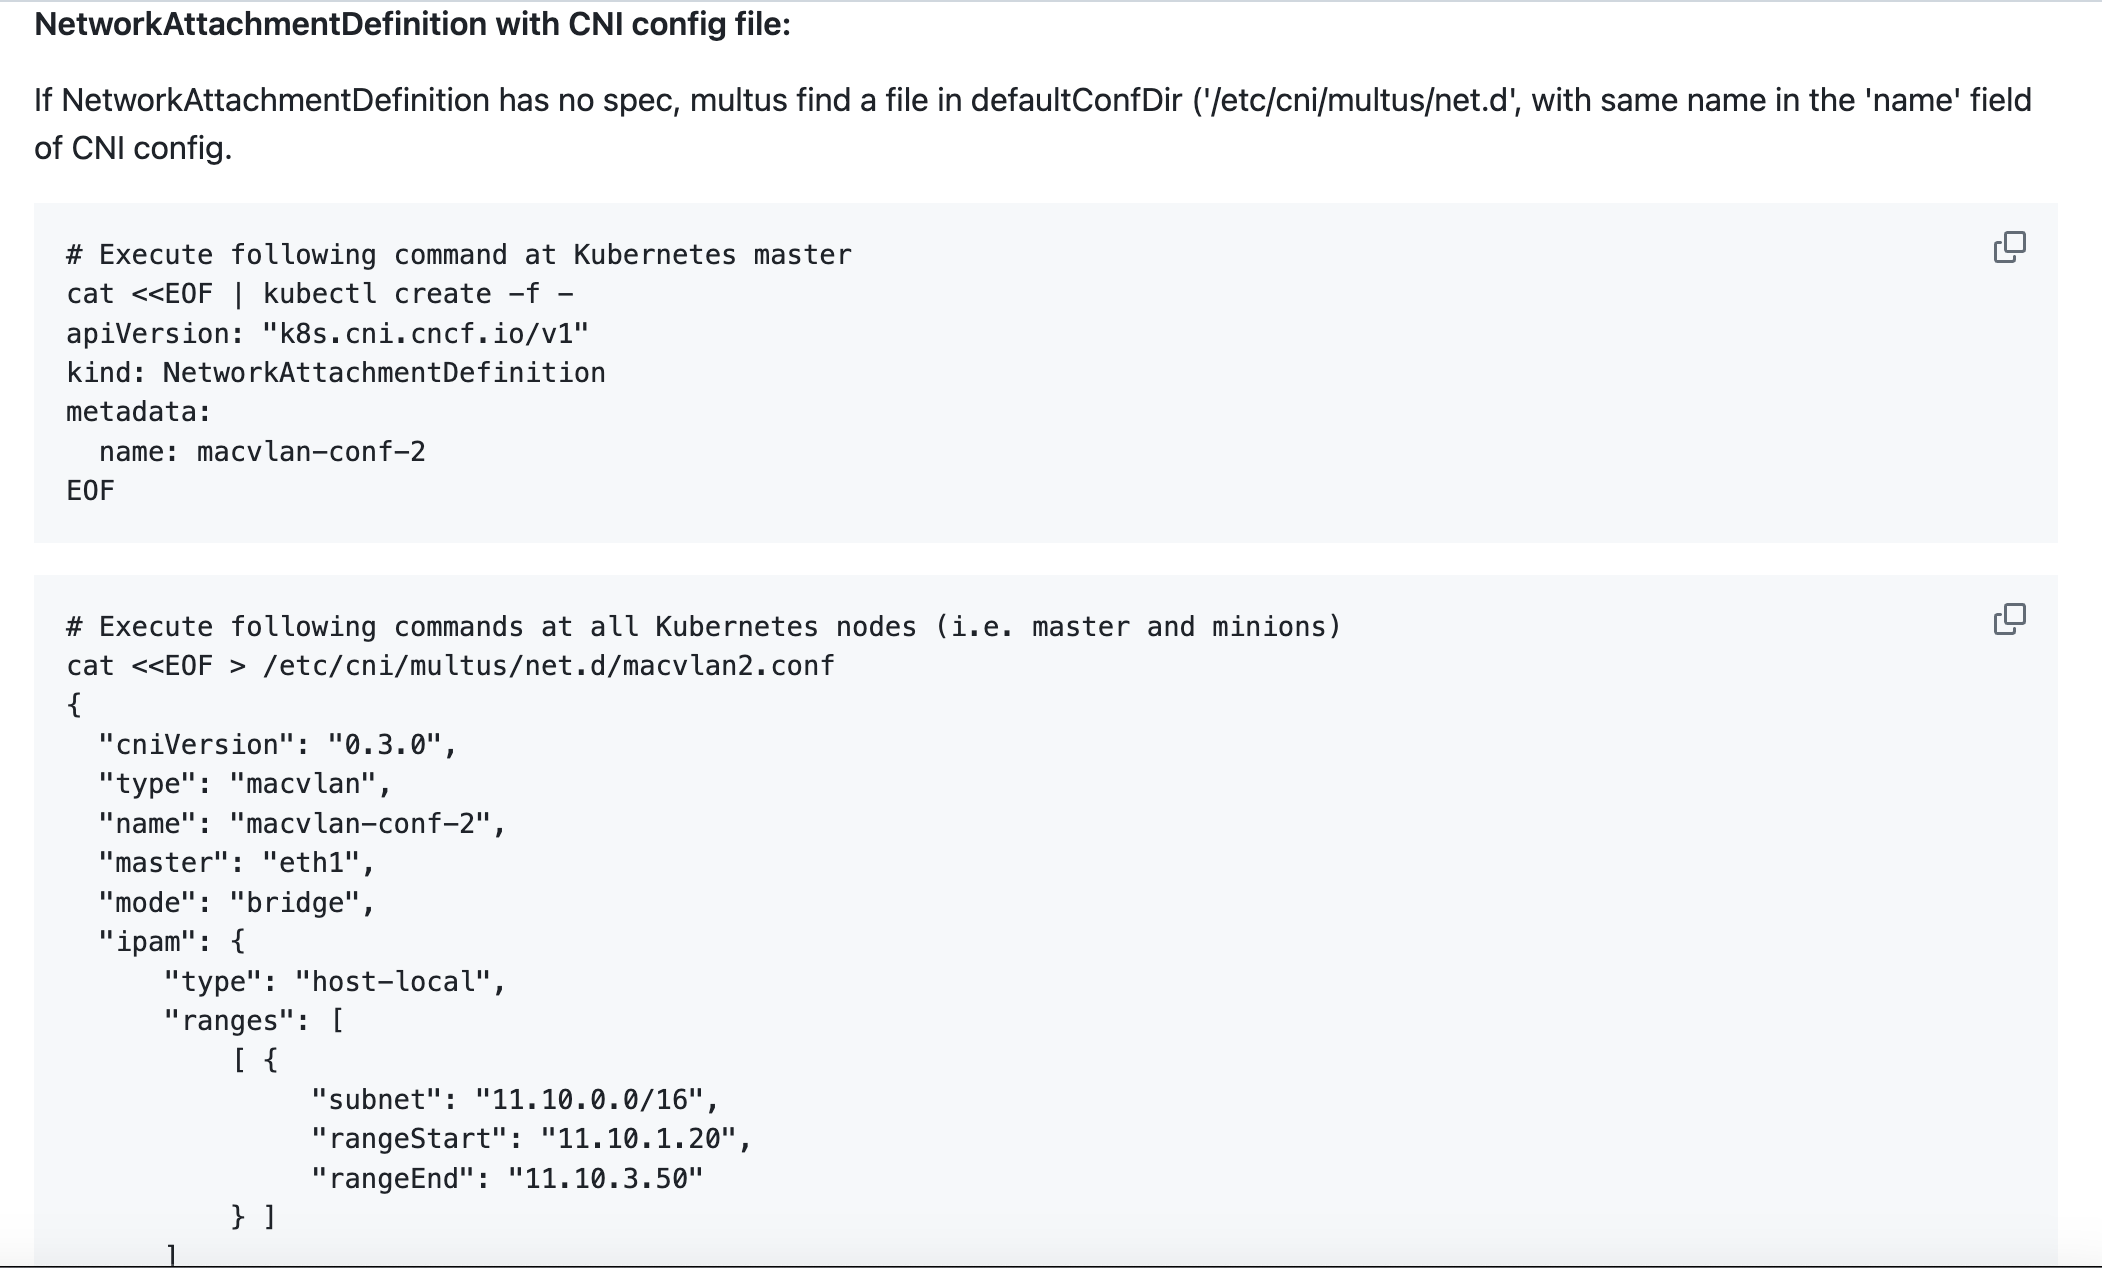 NetworkAttachmentDefinition with CNI config file:
If NetworkAttachmentDefinition has no spec, multus find a file in defaultConfDir ('/etc/cni/multus/net.d', with same name in the 'name' field
of CNI config.
# Execute following command at Kubernetes master
cat <<EOF | kubectl create -f -
apiVersion: "k8s.cni.cncf.io/v1"
kind: NetworkAttachmentDefinition
metadata:
  name: macvlan-conf-2
EOF
# Execute following commands at all Kubernetes nodes (i.e. master and minions)
cat <<EOF > /etc/cni/multus/net.d/macvlan2.conf
{
  "cniVersion": "0.3.0",
  "type": "macvlan",
  "name": "macvlan-conf-2",
  "master": "eth1",
  "mode": "bridge",
  "ipam": {
      "type": "host-local",
      "ranges": [
          [ {
               "subnet": "11.10.0.0/16",
               "rangeStart": "11.10.1.20",
               "rangeEnd": "11.10.3.50"
          } ]
      ]